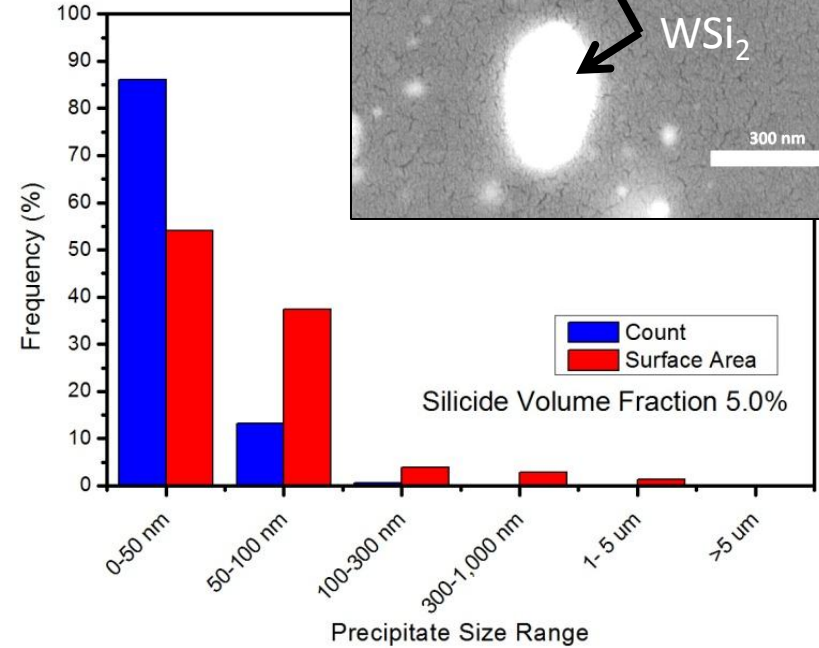 100
90
80
70
60
50
40
30
20
10
0
Frequency (%)
WSi₂
300 nm
Count
Surface Area
Silicide Volume Fraction 5.0%
0-50 nm
50-100 nm
100-300 nm
300-1,000 nm
1- 5 um
>5 um
Precipitate Size Range